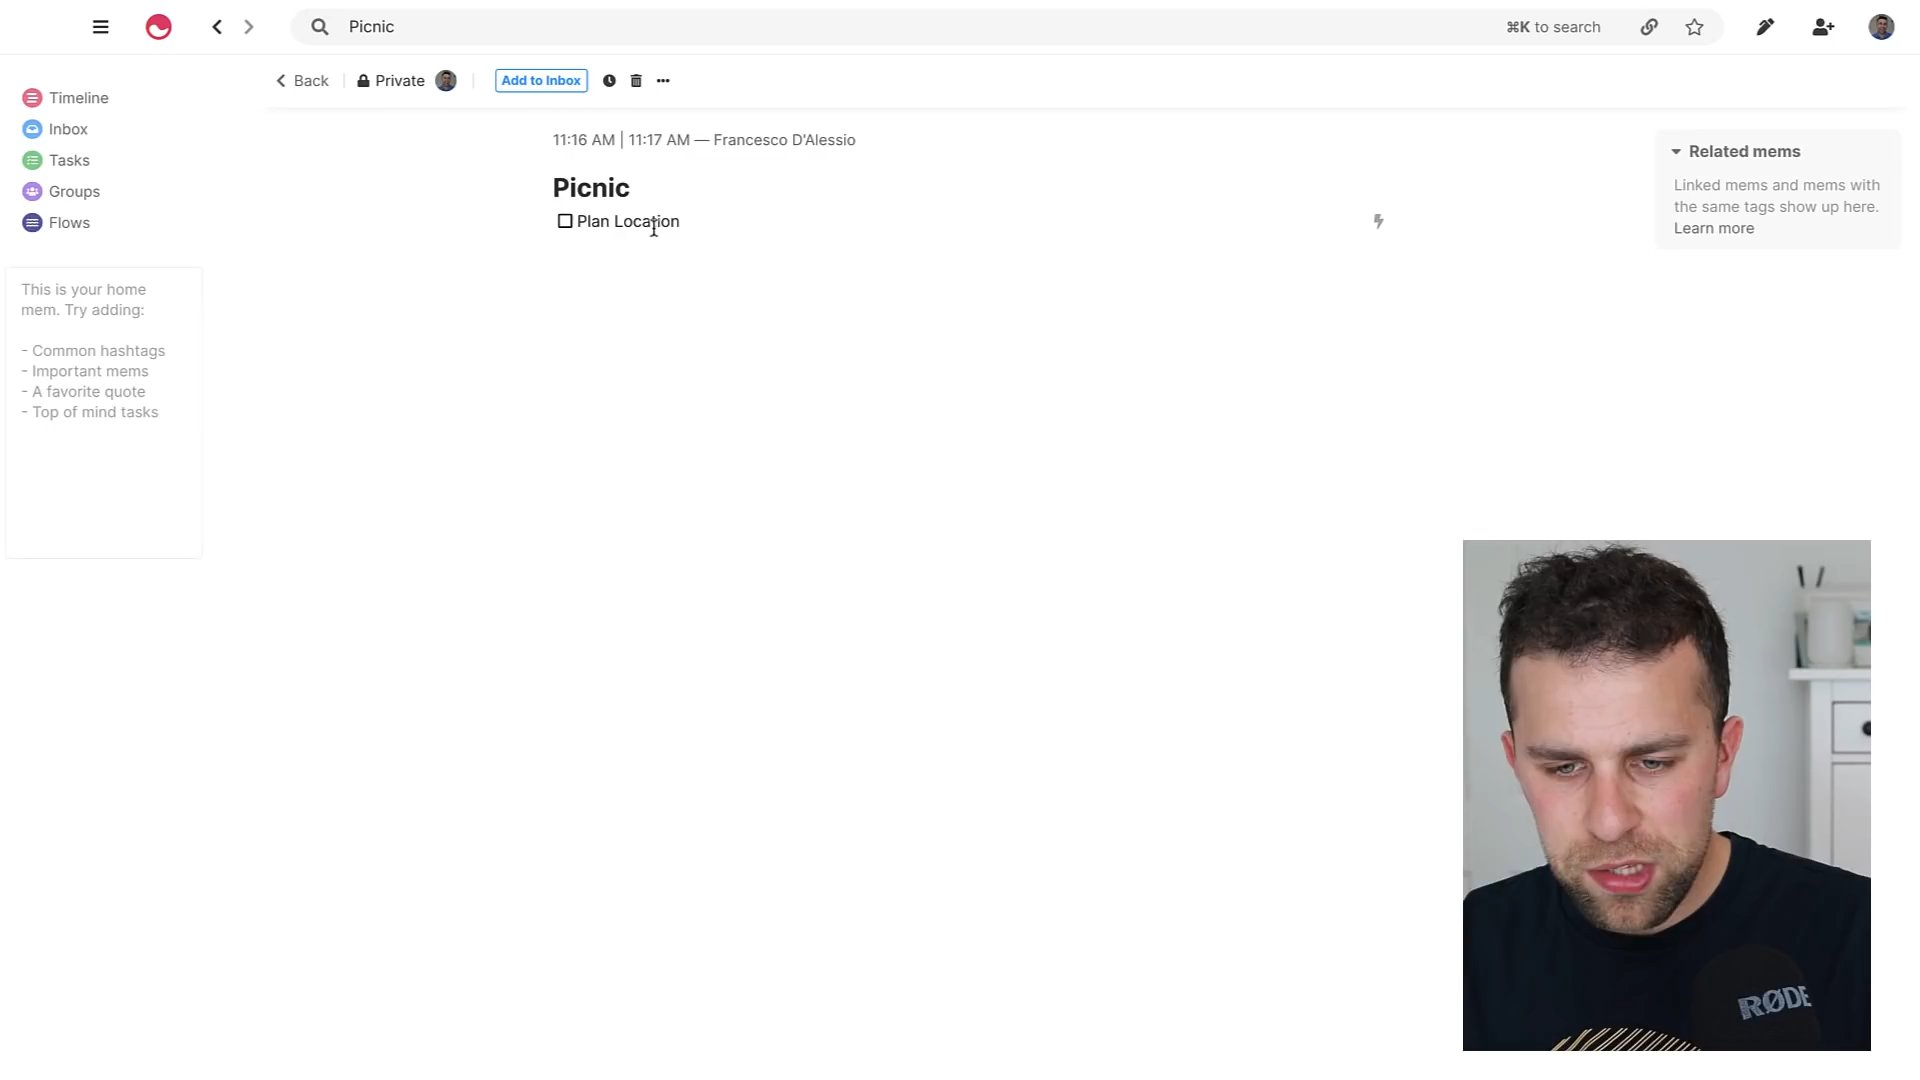 Picnic
⌘K to search
Back
Private
Add to Inbox
Timeline
Inbox
Tasks
Groups
Flows
This is your home
mem. Try adding:
- Common hashtags
- Important mems
- A favorite quote
- Top of mind tasks
11:16 AM | 11:17 AM — Francesco D'Alessio
Picnic
Plan Location
Related mems
Linked mems and mems with
the same tags show up here.
Learn more
RØDE